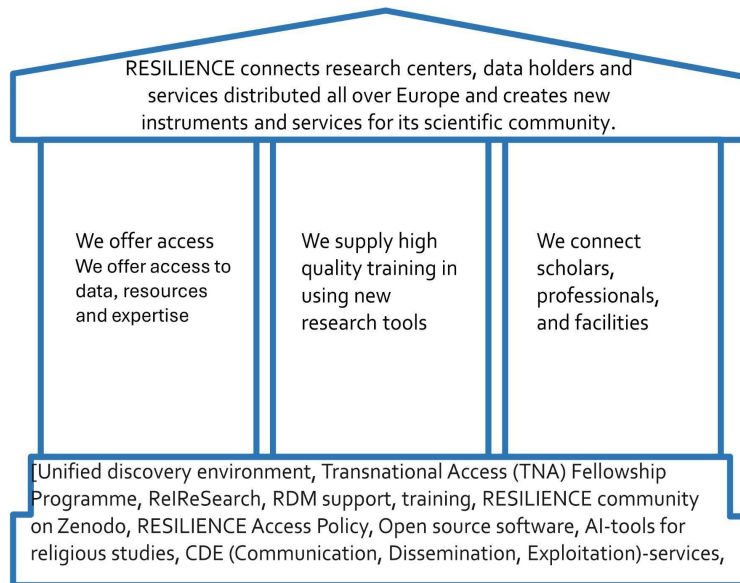 RESILIENCE connects research centers, data holders and
services distributed all over Europe and creates new
instruments and services for its scientific community.
We offer access
We offer access to
data, resources
and expertise
We supply high
quality training in
using new
research tools
We connect
scholars,
professionals,
and facilities
[Unified discovery environment, Transnational Access (TNA) Fellowship
Programme, ReIReSearch, RDM support, training, RESILIENCE community
on Zenodo, RESILIENCE Access Policy, Open source software, AI-tools for
religious studies, CDE (Communication, Dissemination, Exploitation)-services,